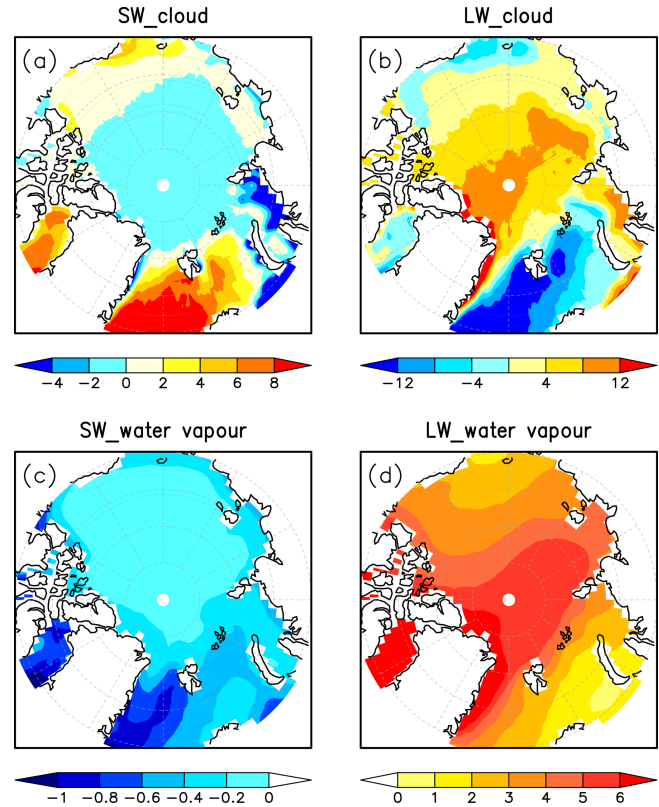 SW_cloud
LW_cloud
(a)
(b)
−4 −2 0 2 4 6 8
−12 −4 4 12
SW_water vapour
LW_water vapour
(c)
(d)
−1 −0.8 −0.6 −0.4 −0.2 0
0 1 2 3 4 5 6